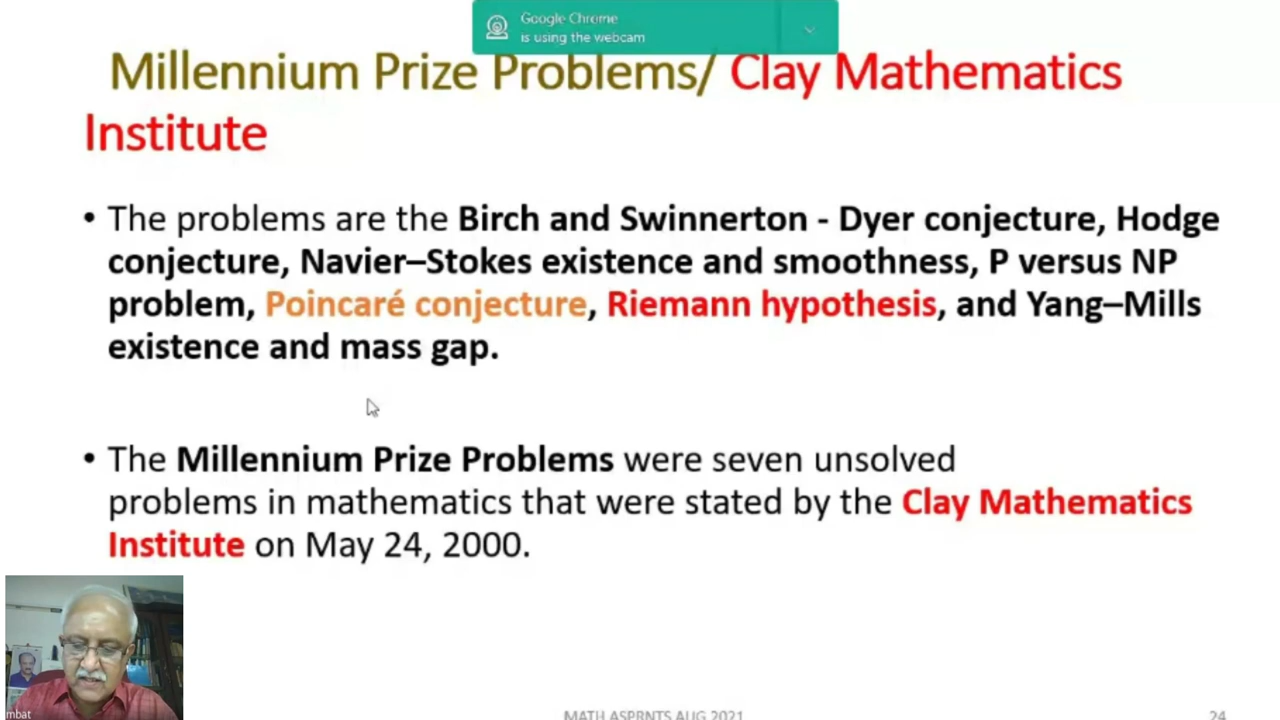 Google Chrome
is using the webcam
Millennium Prize Problems/ Clay Mathematics
Institute
• The problems are the Birch and Swinnerton - Dyer conjecture, Hodge
conjecture, Navier–Stokes existence and smoothness, P versus NP
problem, Poincaré conjecture, Riemann hypothesis, and Yang–Mills
existence and mass gap.
• The Millennium Prize Problems were seven unsolved
problems in mathematics that were stated by the Clay Mathematics
Institute on May 24, 2000.
mbat
MATH ASPRNTS AUG 2021
24